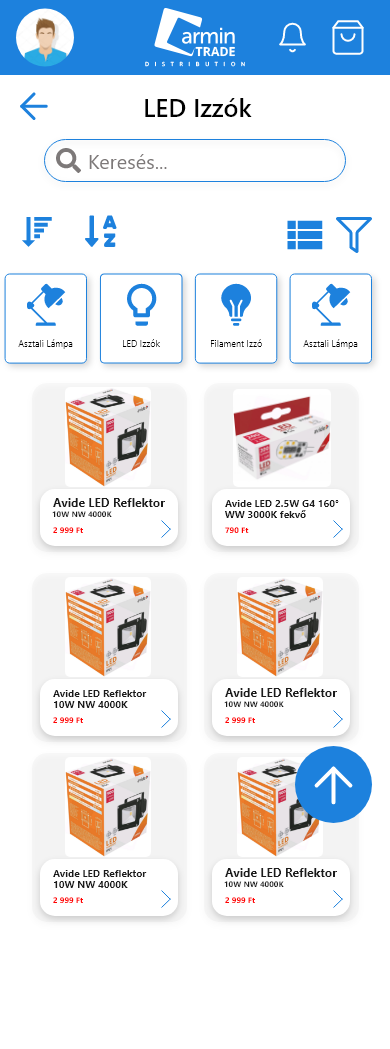 Carmin
TRADE
DISTRIBUTION
LED Izzók
Keresés...
A
Z
Asztali Lámpa
LED Izzók
Filament Izzó
Asztali Lámpa
Avide LED Reflektor
10W NW 4000K
2 999 Ft
Avide LED 2.5W G4 160°
WW 3000K fekvő
790 Ft
Avide LED Reflektor
10W NW 4000K
2 999 Ft
Avide LED Reflektor
10W NW 4000K
2 999 Ft
Avide LED Reflektor
10W NW 4000K
2 999 Ft
Avide LED Reflektor
10W NW 4000K
2 999 Ft